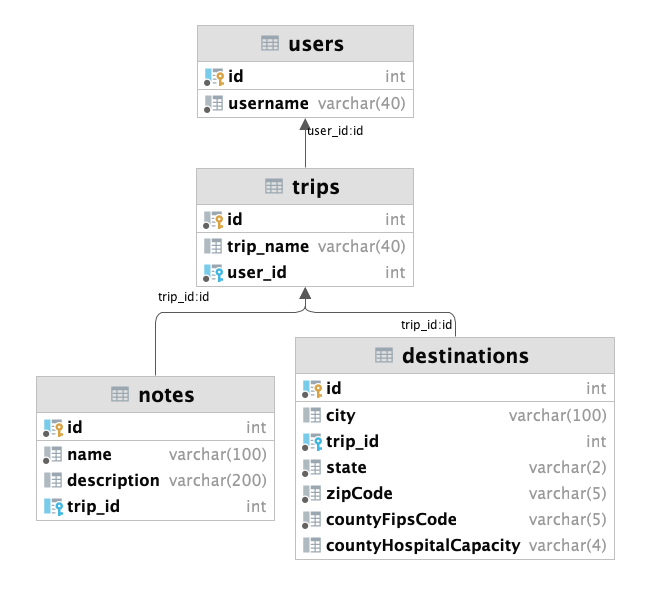 users
id int
username varchar(40)
user_id:id
trips
id int
trip_name varchar(40)
user_id int
trip_id:id
trip_id:id
notes
id int
name varchar(100)
description varchar(200)
trip_id int
destinations
id int
city varchar(100)
trip_id int
state varchar(2)
zipCode varchar(5)
countyFipsCode varchar(5)
countyHospitalCapacity varchar(4)